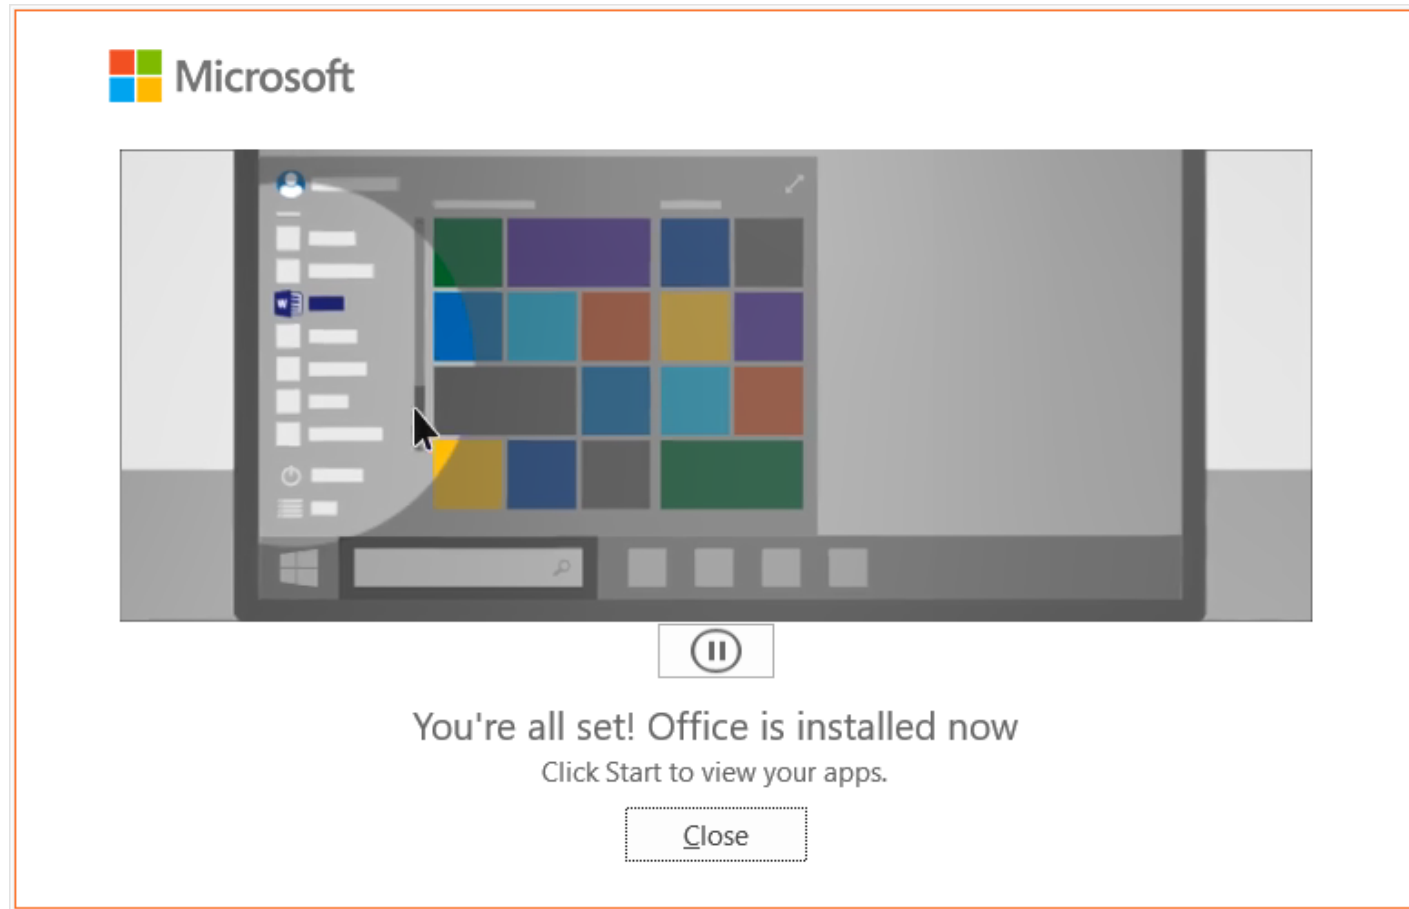 Microsoft
W
You're all set! Office is installed now
Click Start to view your apps.
Close